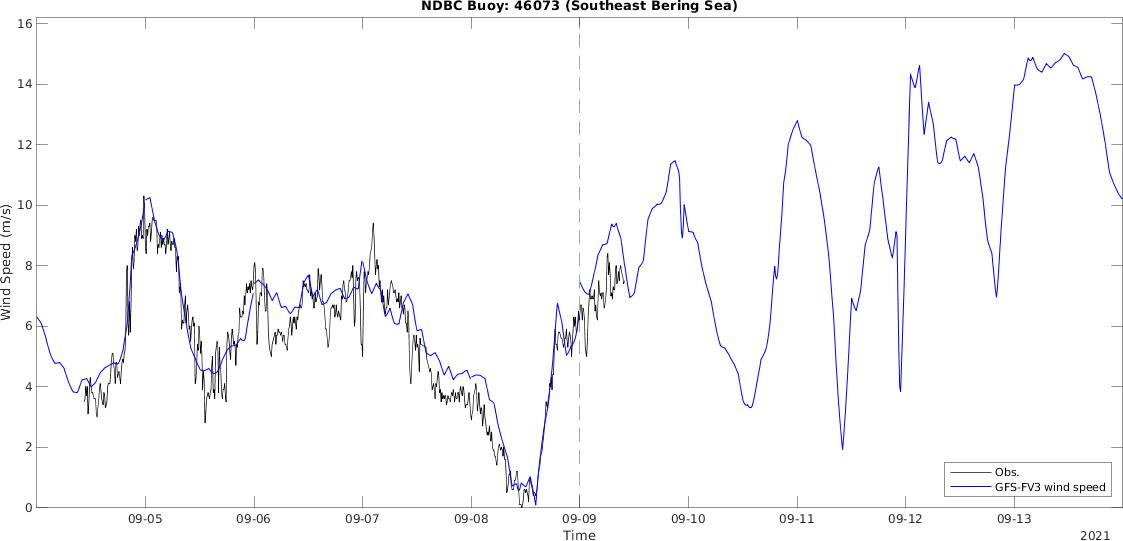 NDBC Buoy: 46073 (Southeast Bering Sea)
16
14
12
10
8
6
4
2
0
Wind Speed (m/s)
Obs.
GFS-FV3 wind speed
09-05 09-06 09-07 09-08 09-09 09-10 09-11 09-12 09-13
Time
2021